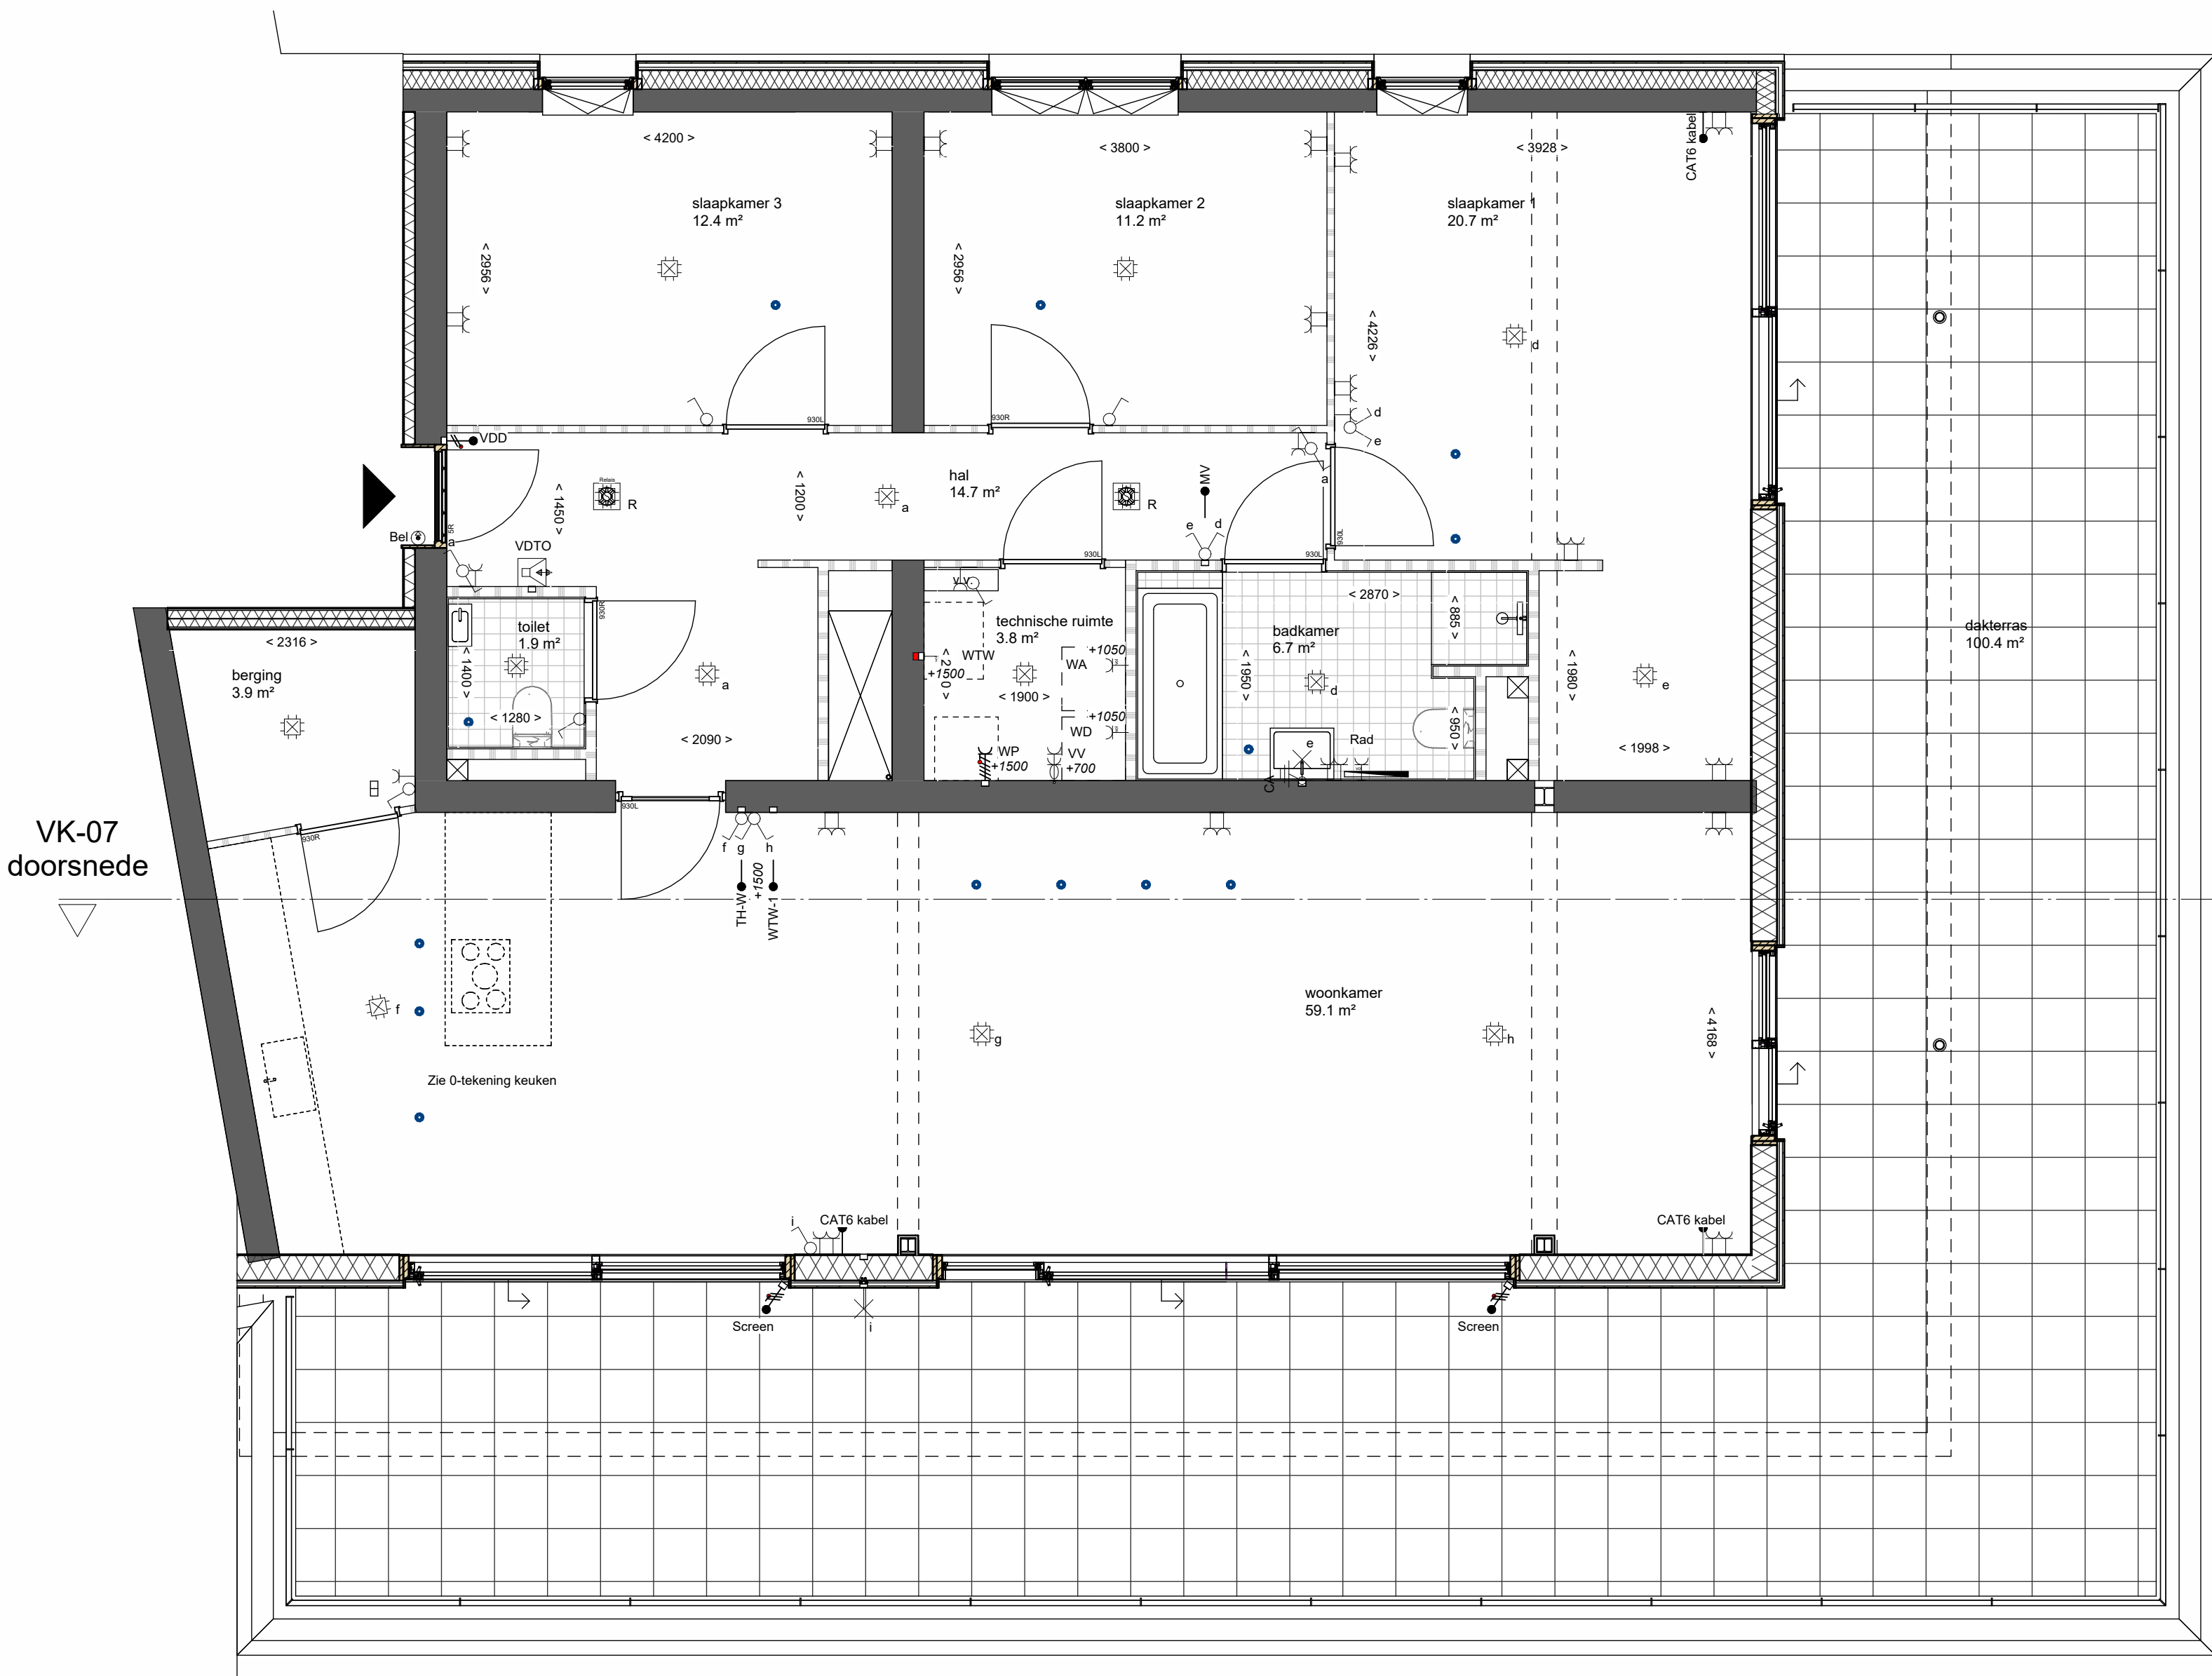 < 4200 >
< 3800 >
< 3928 >
CAT6 kabel
slaapkamer 3
12.4 m²
slaapkamer 2
11.2 m²
slaapkamer 1
20.7 m²
< 2956 >
< 2956 >
< 4226 >
d
d
e
930L
930R
VDD
hal
14.7 m²
MV
a
Relais
R
< 1450 >
< 1200 >
a
R
e
d
Bel
a
5R
VDTO
930L
930L
930L
v.v.
< 2870 >
toilet
1.9 m²
930R
technische ruimte
3.8 m²
badkamer
6.7 m²
< 885 >
dakterras
100.4 m²
< 2316 >
berging
3.9 m²
< 1400 >
WTW
+1500
+1050
WA
< 1950 >
< 1980 >
< 1900 >
a
d
e
< 1280 >
< 2090 >
+1050
WD
< 950 >
e
Rad
< 1998 >
WP
+1500
VV
+700
CA
930L
930R
VK-07
doorsnede
f
g
h
TH-W
+1500
WTW-1
woonkamer
59.1 m²
f
g
h
< 4168 >
Zie 0-tekening keuken
i
CAT6 kabel
CAT6 kabel
Screen
i
Screen